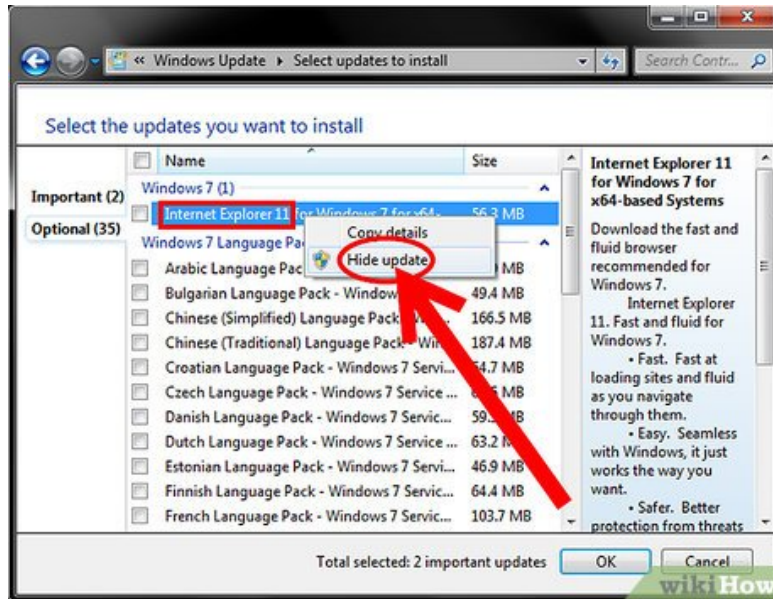 « Windows Update ▸ Select updates to install
Search Contr...
Select the updates you want to install
Name Size
Important (2)
Optional (35)
Windows 7 (1)
Internet Explorer 11 for Windows 7 for x64- 56.3 MB
Copy details
Hide update
Windows 7 Language Pa
Arabic Language Pac MB
Bulgarian Language Pack - Window 49.4 MB
Chinese (Simplified) Language Pack 166.5 MB
Chinese (Traditional) Language Pack - Win 187.4 MB
Croatian Language Pack - Windows 7 Servi... 54.7 MB
Czech Language Pack - Windows 7 Service ... MB
Danish Language Pack - Windows 7 Servic... MB
Dutch Language Pack - Windows 7 Service ... 63.2
Estonian Language Pack - Windows 7 Servi... 46.9 MB
Finnish Language Pack - Windows 7 Servic... 64.4 MB
French Language Pack - Windows 7 Servic... 103.7 MB
Internet Explorer 11
for Windows 7 for
x64-based Systems
Download the fast and
fluid browser
recommended for
Windows 7.
Internet Explorer
11. Fast and fluid for
Windows 7.
• Fast. Fast at
loading sites and fluid
as you navigate
through them.
• Easy. Seamless
with Windows, it just
works the way you
want.
• Safer. Better
protection from threats
Total selected: 2 important updates
OK
Cancel
wikiHow